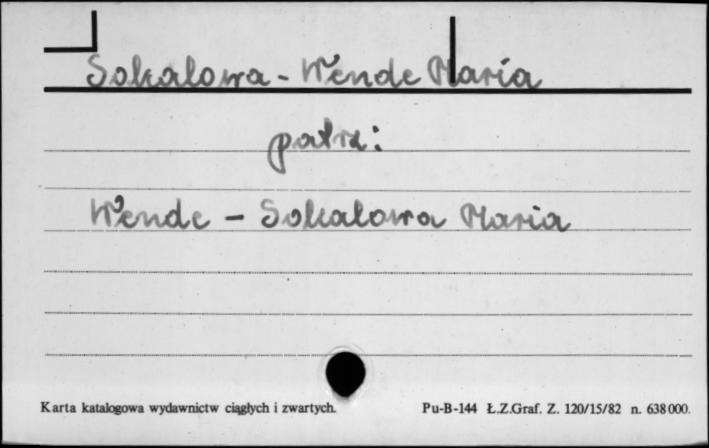 Sokalowa - Wende Maria
patrz:
Wende - Sokalowa Maria
Karta katalogowa wydawnictw ciągłych i zwartych. Pu-B-144 Ł.Z.Graf. Z. 120/15/82 n. 638000.